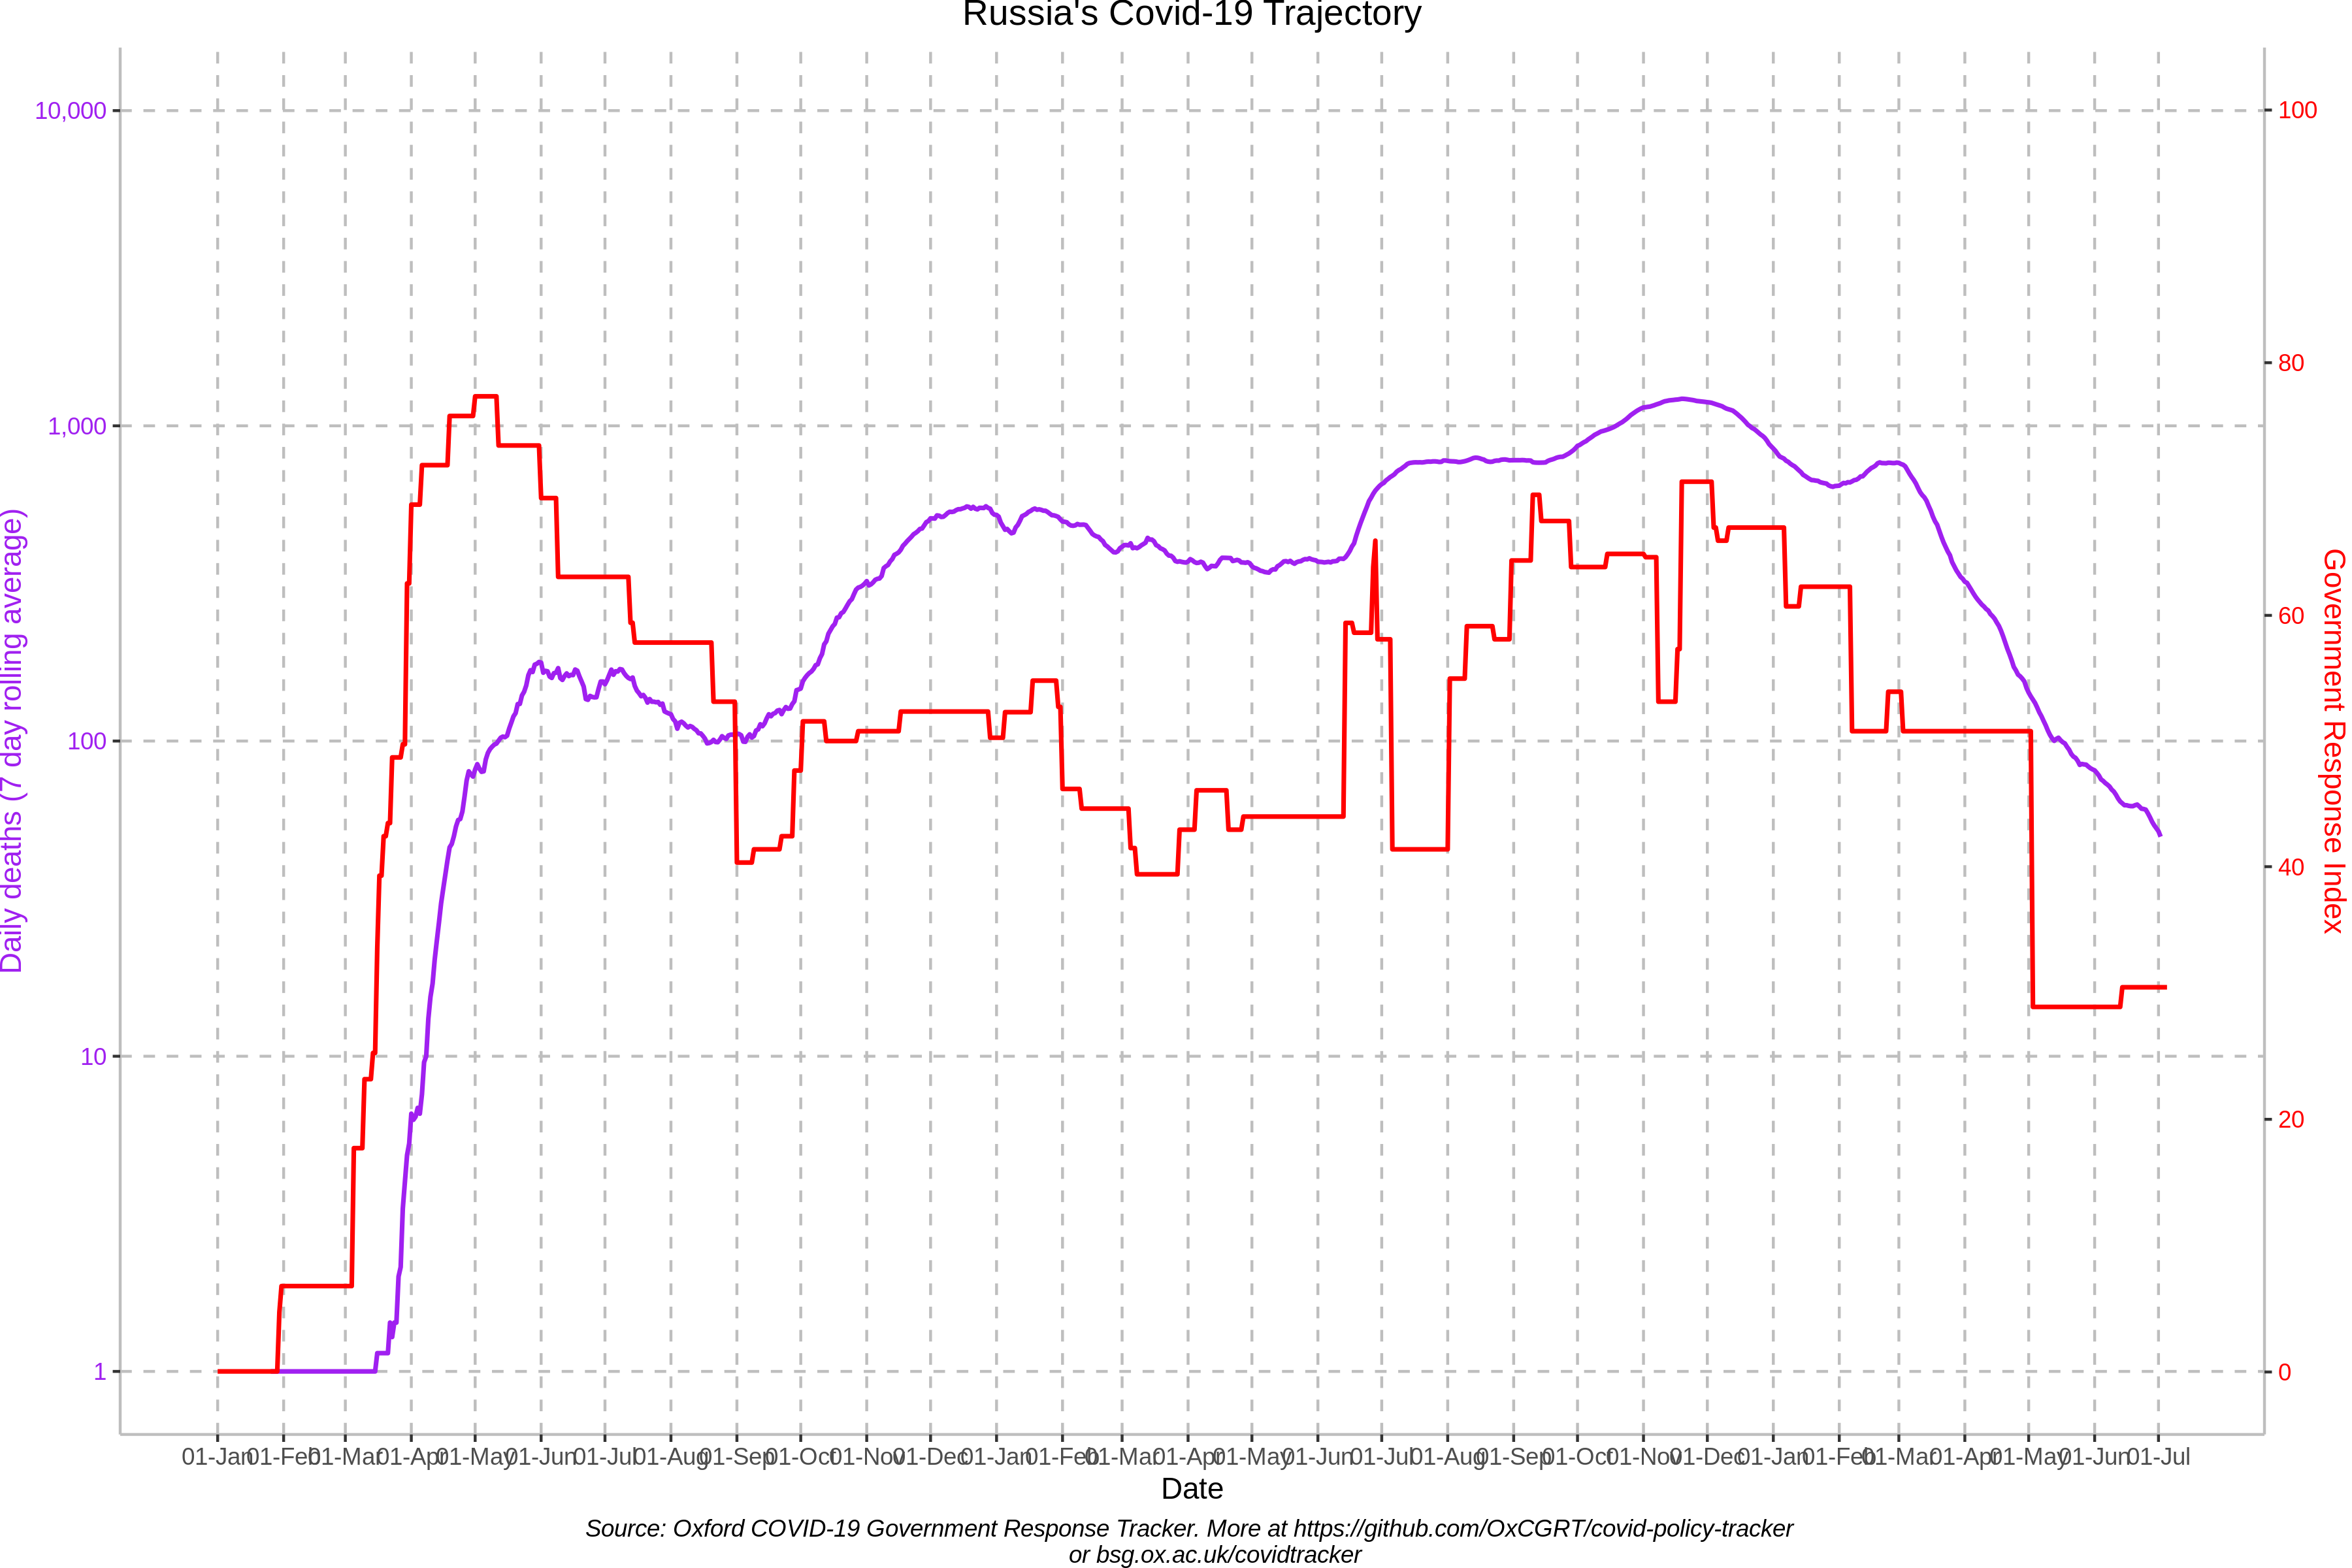 Russia's Covid-19 Trajectory
10,000
1,000
100
10
1
Daily deaths (7 day rolling average)
100
80
60
40
20
0
Government Response Index
01-Jan 01-Feb 01-Mar 01-Apr 01-May 01-Jun 01-Jul 01-Aug 01-Sep 01-Oct 01-Nov 01-Dec 01-Jan 01-Feb 01-Mar 01-Apr 01-May 01-Jun 01-Jul 01-Aug 01-Sep 01-Oct 01-Nov 01-Dec 01-Jan 01-Feb 01-Mar 01-Apr 01-May 01-Jun 01-Jul
Date
Source: Oxford COVID-19 Government Response Tracker. More at https://github.com/OxCGRT/covid-policy-tracker
or bsg.ox.ac.uk/covidtracker